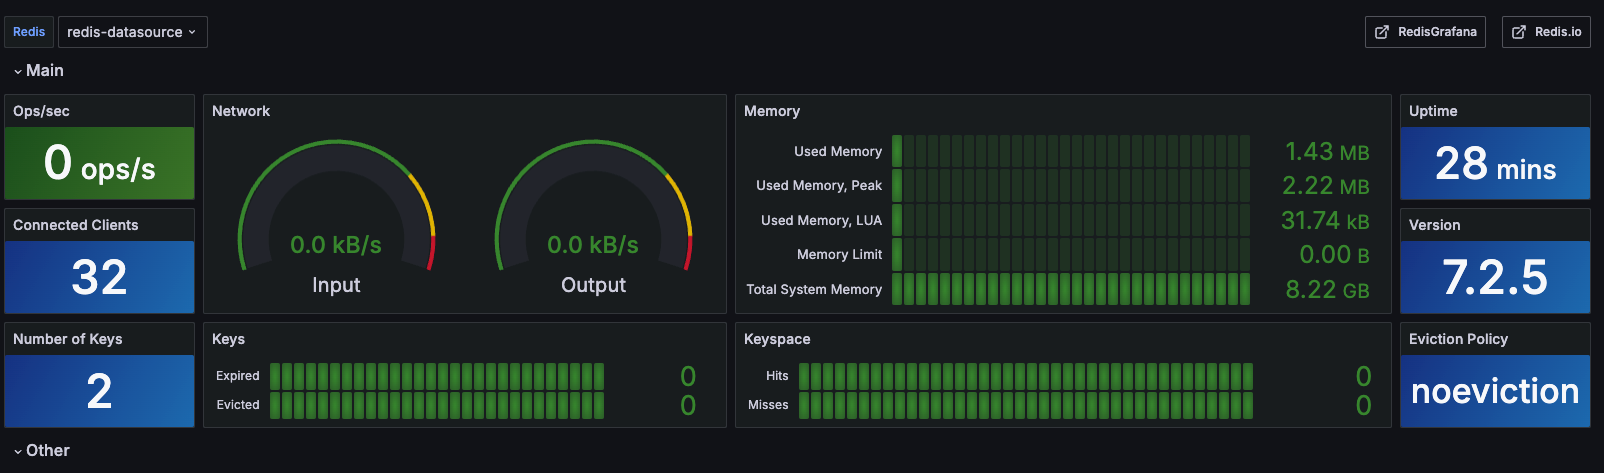 Redis redis-datasource RedisGrafana Redis.io
Main
Ops/sec
0 ops/s
Connected Clients
32
Number of Keys
2
Network
0.0 kB/s
Input
0.0 kB/s
Output
Keys
Expired 0
Evicted 0
Memory
Used Memory 1.43 MB
Used Memory, Peak 2.22 MB
Used Memory, LUA 31.74 kB
Memory Limit 0.00 B
Total System Memory 8.22 GB
Keyspace
Hits 0
Misses 0
Uptime
28 mins
Version
7.2.5
Eviction Policy
noeviction
Other